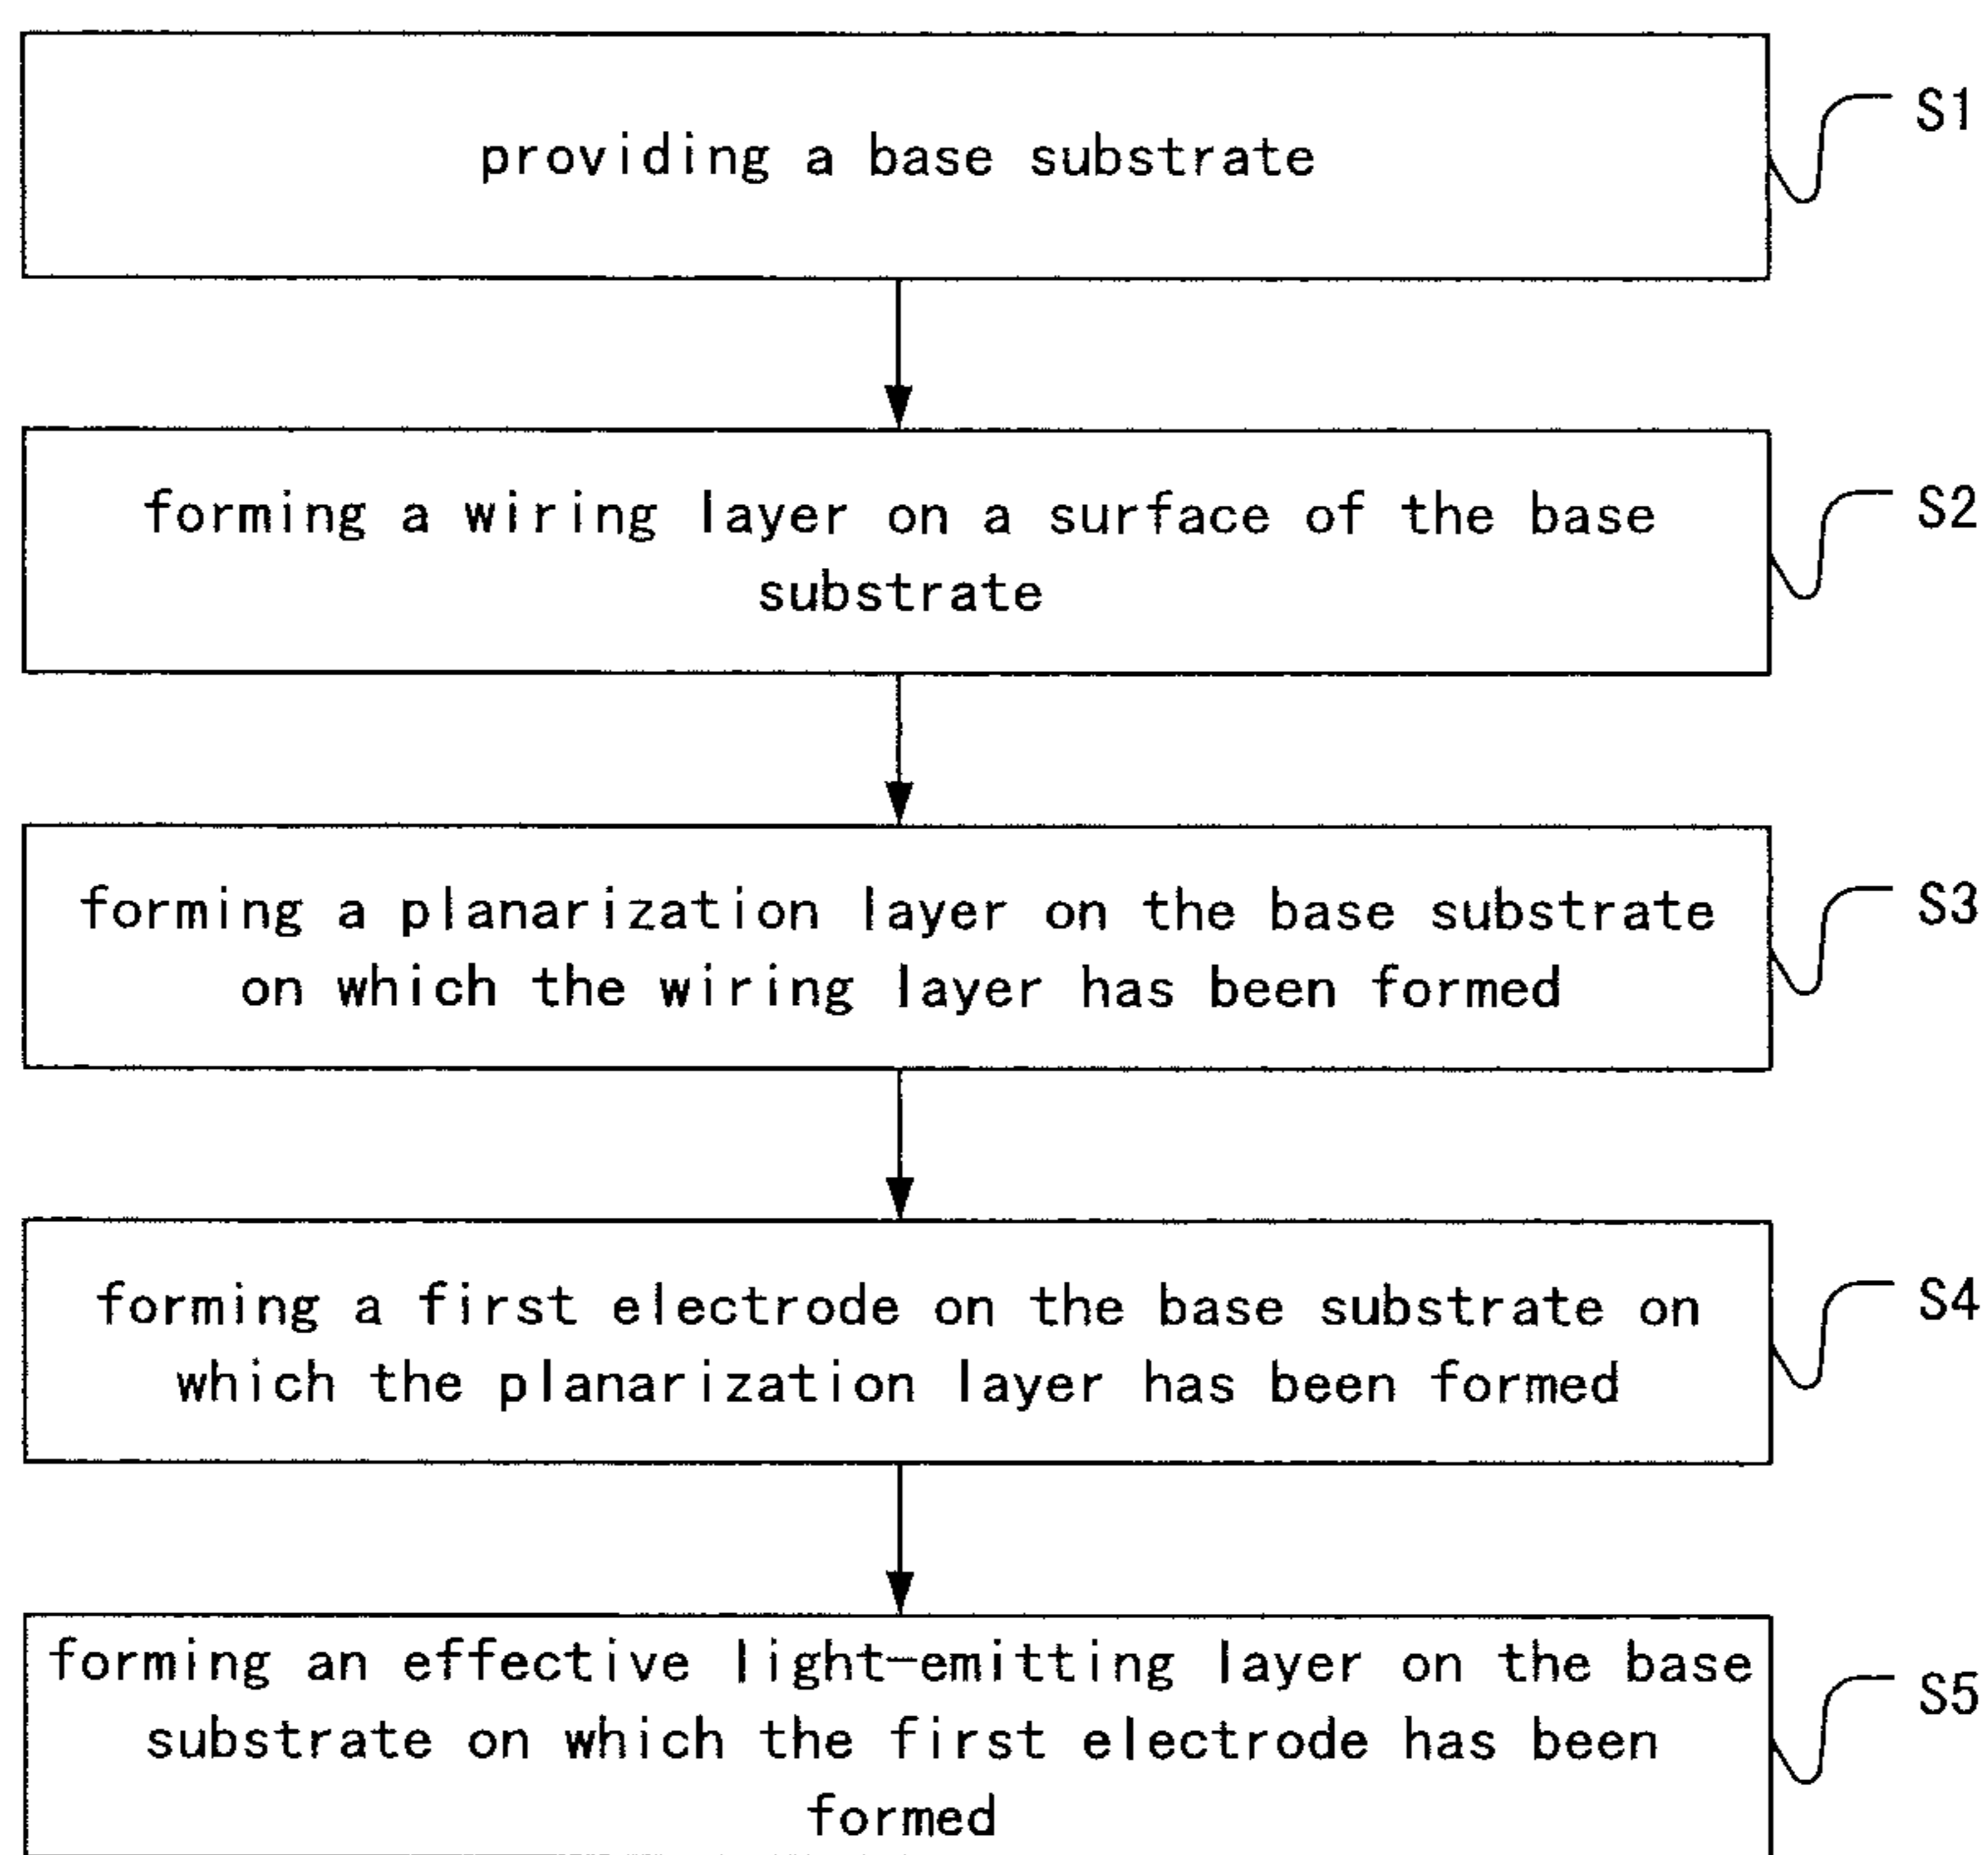 providing a base substrate
S1
forming a wiring layer on a surface of the base
substrate
S2
forming a planarization layer on the base substrate
on which the wiring layer has been formed
S3
forming a first electrode on the base substrate on
which the planarization layer has been formed
S4
forming an effective light-emitting layer on the base
substrate on which the first electrode has been
formed
S5